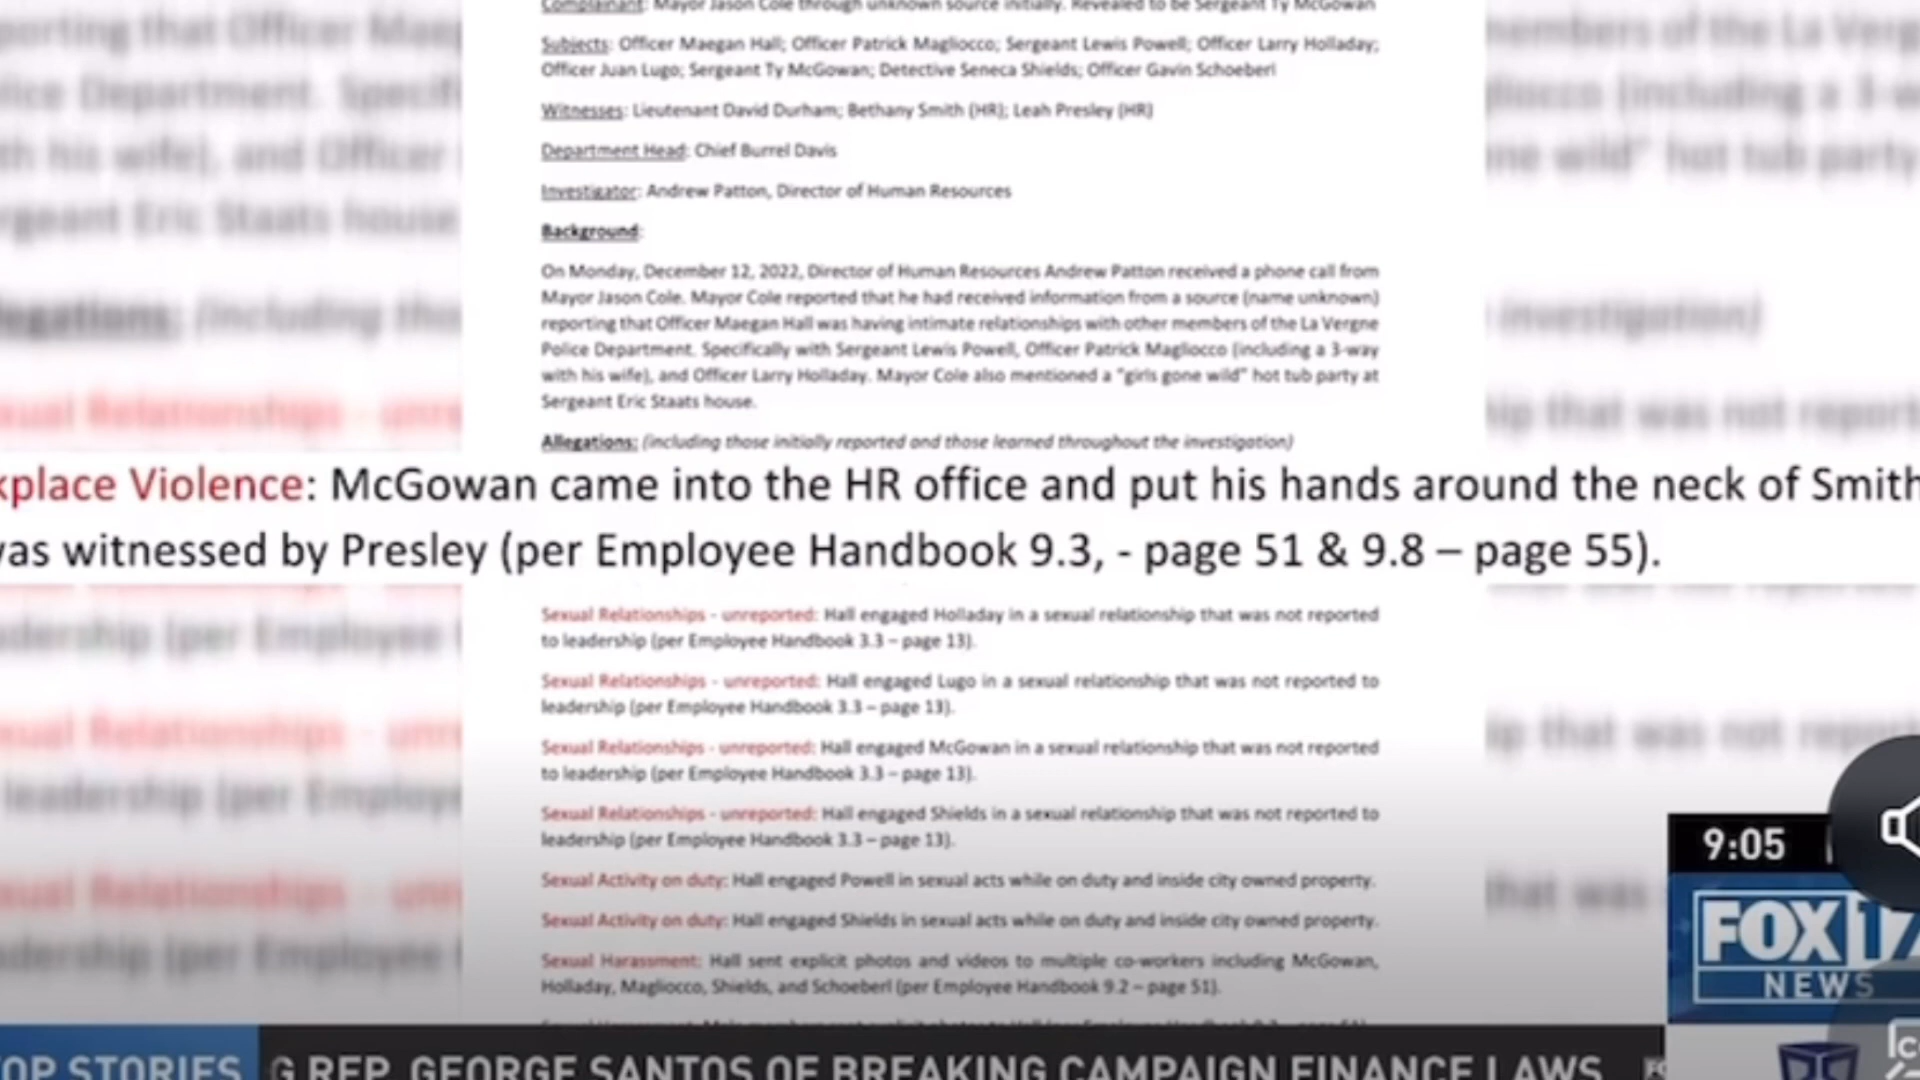 Complainant: Mayor Jason Cole through unknown source initially. Revealed to be Sergeant Ty McGowan
Subjects: Officer Maegan Hall; Officer Patrick Magliocco; Sergeant Lewis Powell; Officer Larry Holladay;
Officer Juan Lugo; Sergeant Ty McGowan; Detective Seneca Shields; Officer Gavin Schoeberl
Witnesses: Lieutenant David Durham; Bethany Smith (HR); Leah Presley (HR)
Department Head: Chief Burrel Davis
Investigator: Andrew Patton, Director of Human Resources
Background:
On Monday, December 12, 2022, Director of Human Resources Andrew Patton received a phone call from
Mayor Jason Cole. Mayor Cole reported that he had received information from a source (name unknown)
reporting that Officer Maegan Hall was having intimate relationships with other members of the La Vergne
Police Department. Specifically with Sergeant Lewis Powell, Officer Patrick Magliocco (including a 3-way
with his wife), and Officer Larry Holladay. Mayor Cole also mentioned a "girls gone wild" hot tub party at
Sergeant Eric Staats house.
Allegations: (including those initially reported and those learned throughout the investigation)
kplace Violence: McGowan came into the HR office and put his hands around the neck of Smith
was witnessed by Presley (per Employee Handbook 9.3, - page 51 & 9.8 – page 55).
Sexual Relationships - unreported: Hall engaged Holladay in a sexual relationship that was not reported
to leadership (per Employee Handbook 3.3 – page 13).
Sexual Relationships - unreported: Hall engaged Lugo in a sexual relationship that was not reported to
leadership (per Employee Handbook 3.3 – page 13).
Sexual Relationships - unreported: Hall engaged McGowan in a sexual relationship that was not reported
to leadership (per Employee Handbook 3.3 – page 13).
Sexual Relationships - unreported: Hall engaged Shields in a sexual relationship that was not reported to
leadership (per Employee Handbook 3.3 – page 13).
Sexual Activity on duty: Hall engaged Powell in sexual acts while on duty and inside city owned property.
Sexual Activity on duty: Hall engaged Shields in sexual acts while on duty and inside city owned property.
Sexual Harassment: Hall sent explicit photos and videos to multiple co-workers including McGowan,
Holladay, Magliocco, Shields, and Schoeberl (per Employee Handbook 9.2 – page 51).
9:05
FOX 17
NEWS
TOP STORIES
G REP. GEORGE SANTOS OF BREAKING CAMPAIGN FINANCE LAWS